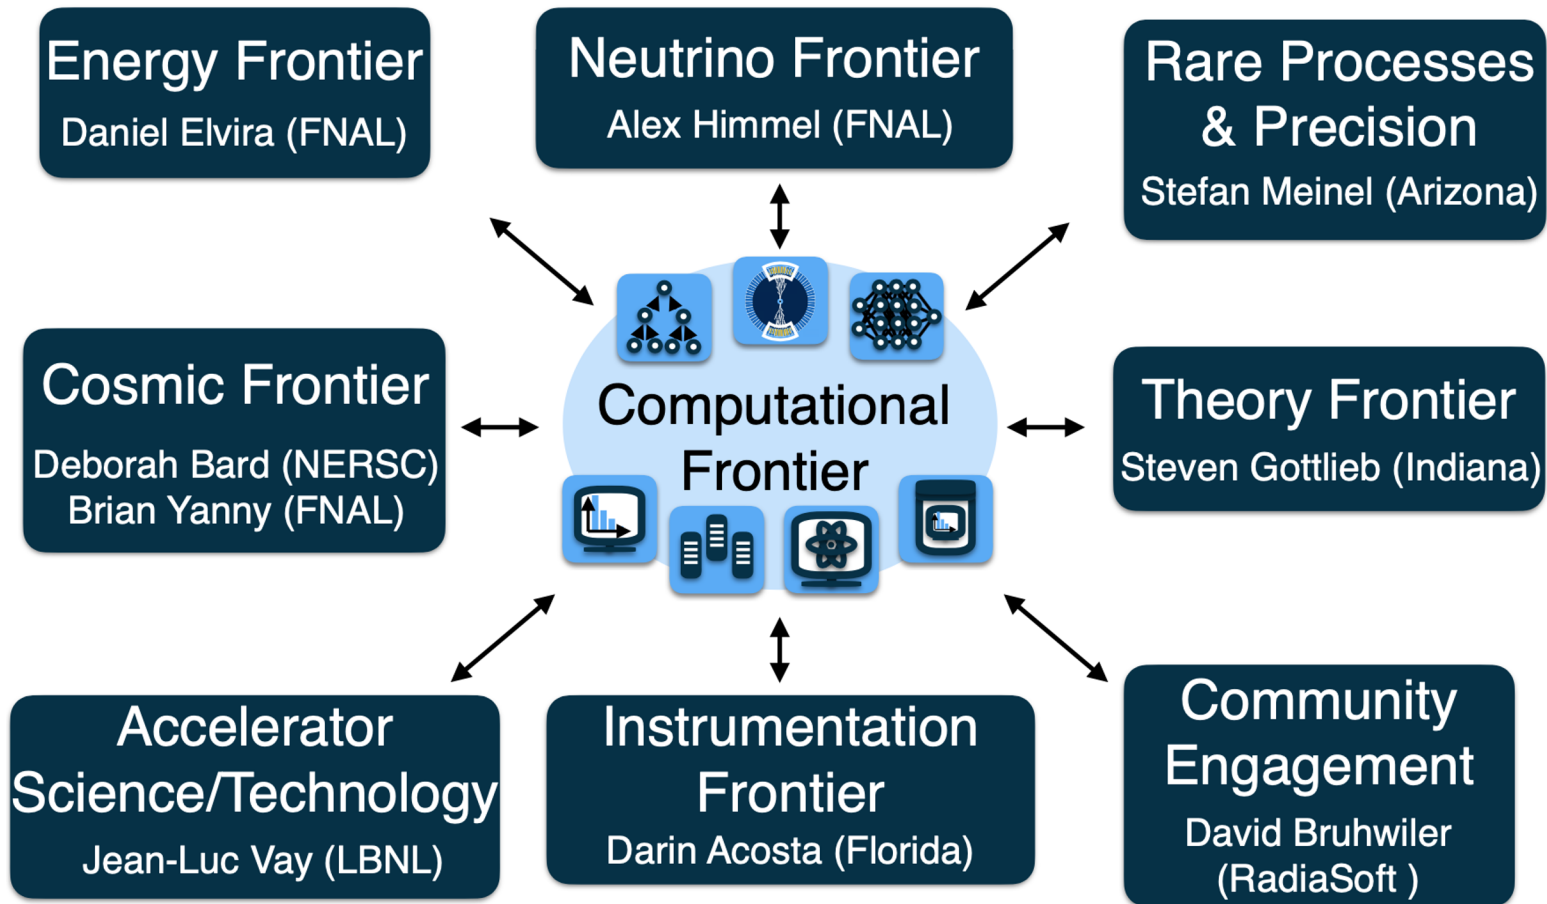 Energy Frontier
Daniel Elvira (FNAL)
Neutrino Frontier
Alex Himmel (FNAL)
Rare Processes
& Precision
Stefan Meinel (Arizona)
Cosmic Frontier
Deborah Bard (NERSC)
Brian Yanny (FNAL)
Computational
Frontier
Theory Frontier
Steven Gottlieb (Indiana)
Accelerator
Science/Technology
Jean-Luc Vay (LBNL)
Instrumentation
Frontier
Darin Acosta (Florida)
Community
Engagement
David Bruhwiler
(RadiaSoft )